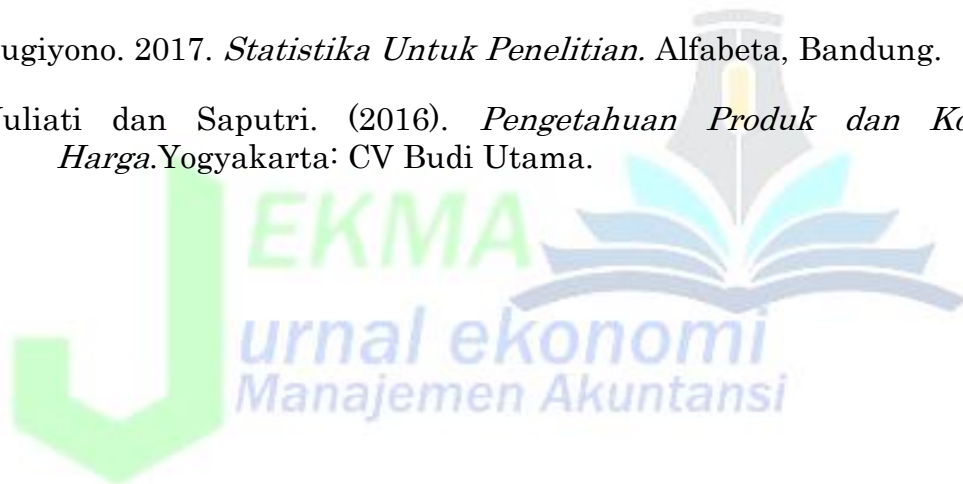 ugiyono. 2017. Statistika Untuk Penelitian. Alfabeta, Bandung.
uliati dan Saputri. (2016). Pengetahuan Produk dan Ko
Harga.Yogyakarta: CV Budi Utama.
JEKMA
urnal ekonomi
Manajemen Akuntansi